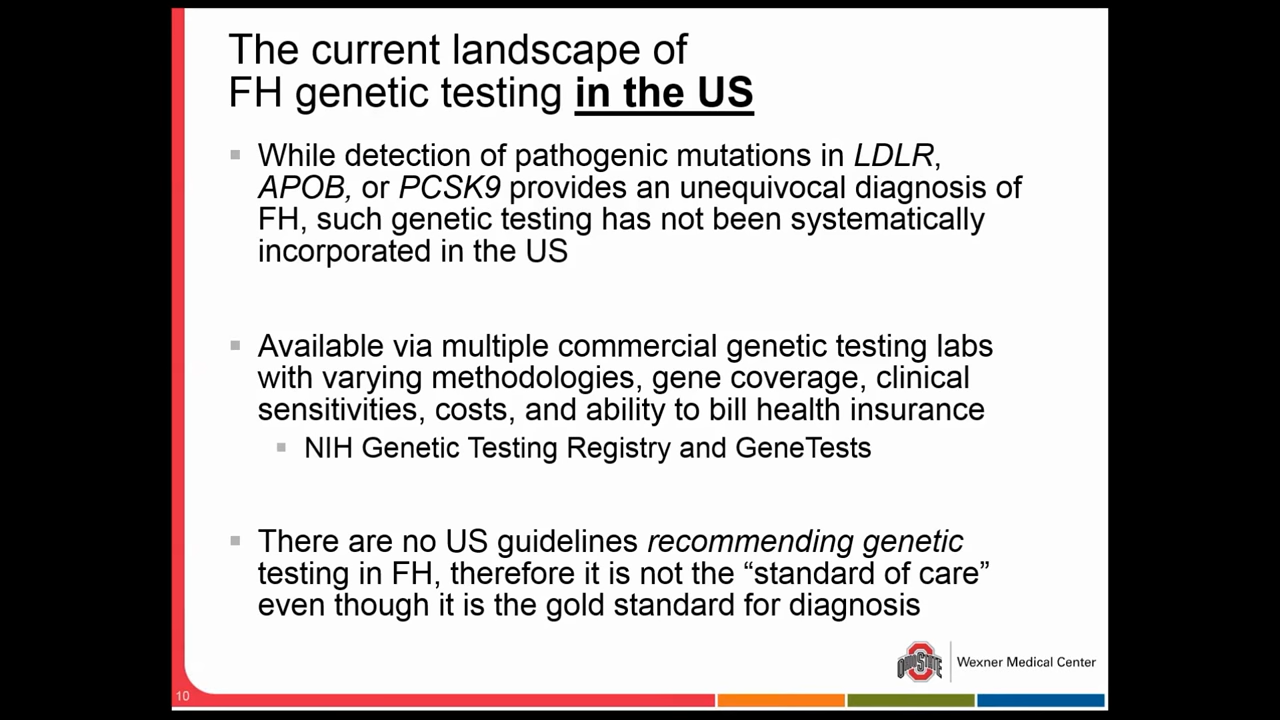 The current landscape of
FH genetic testing in the US
While detection of pathogenic mutations in LDLR,
APOB, or PCSK9 provides an unequivocal diagnosis of
FH, such genetic testing has not been systematically
incorporated in the US
Available via multiple commercial genetic testing labs
with varying methodologies, gene coverage, clinical
sensitivities, costs, and ability to bill health insurance
NIH Genetic Testing Registry and GeneTests
There are no US guidelines recommending genetic
testing in FH, therefore it is not the “standard of care”
even though it is the gold standard for diagnosis
OHIO STATE
Wexner Medical Center
10